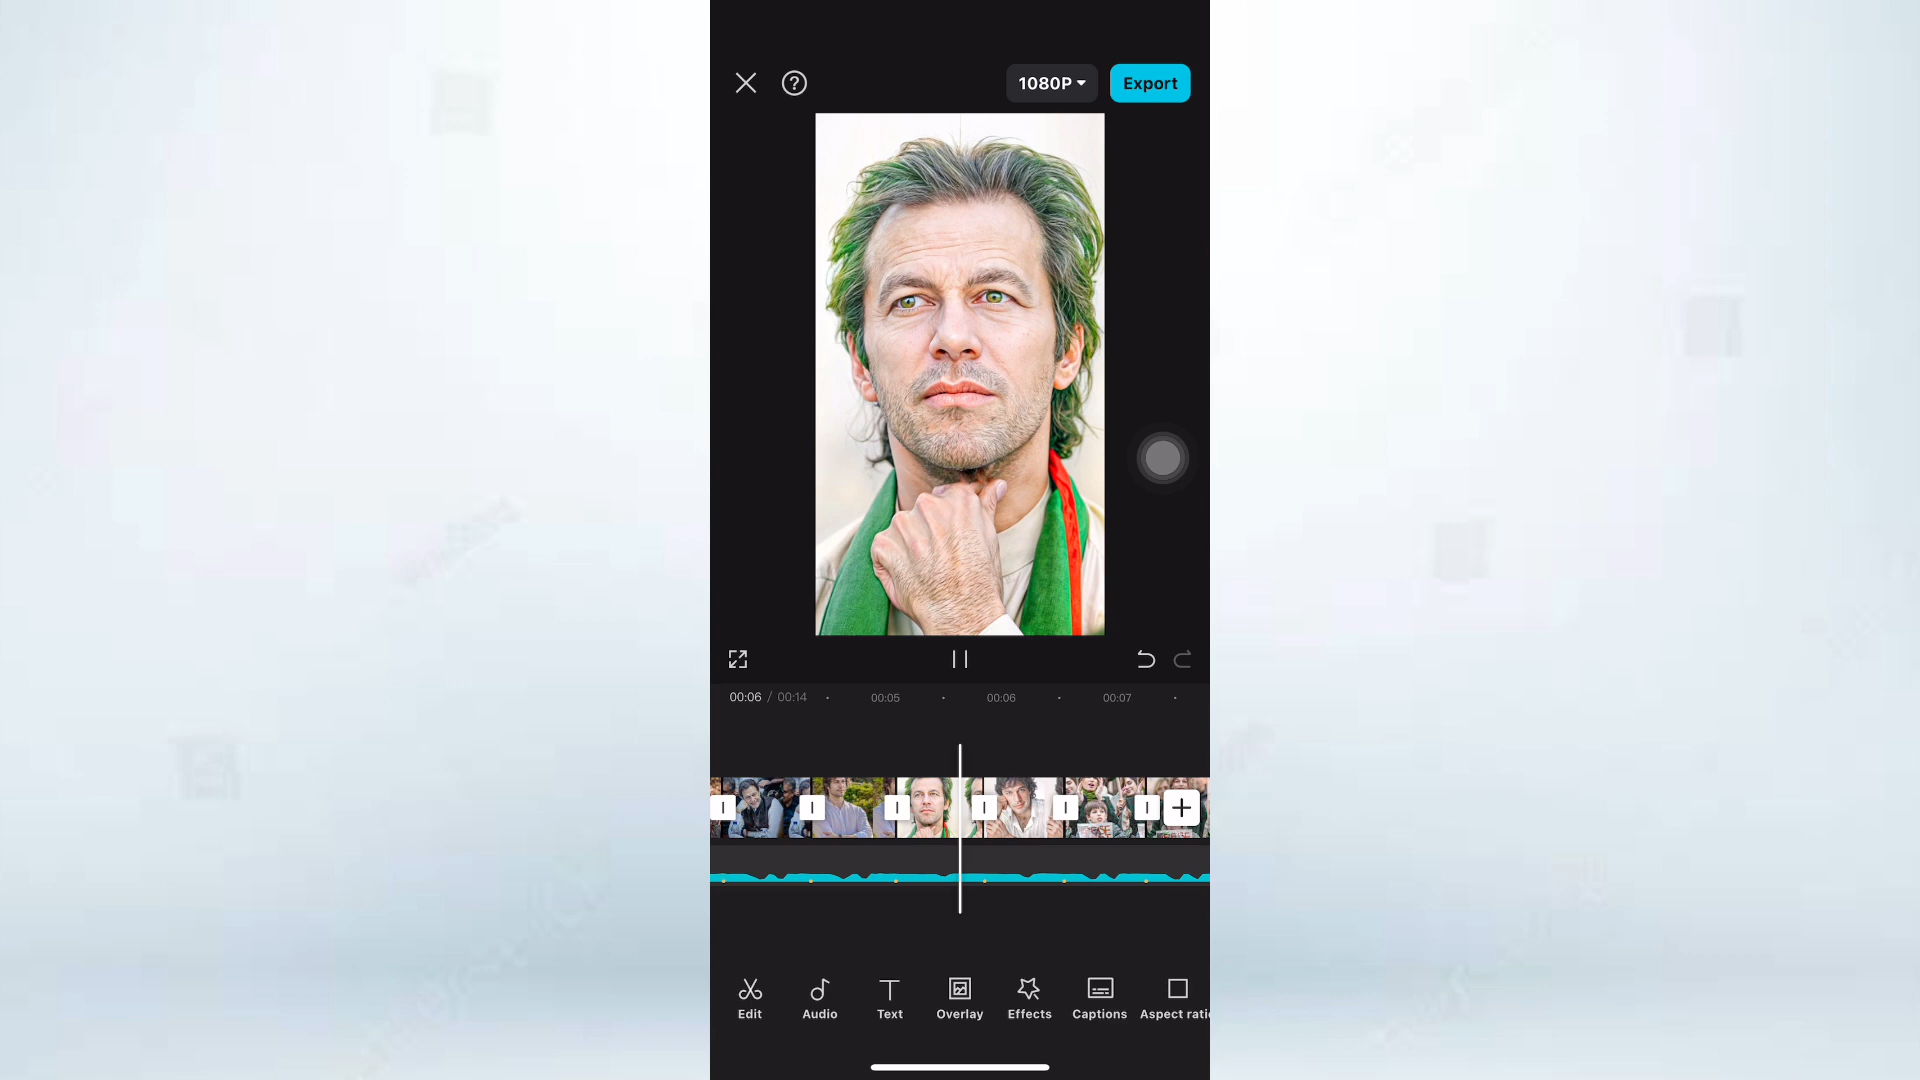 1080P
Export
00:06 / 00:14
00:05
00:06
00:07
Edit
Audio
Text
Overlay
Effects
Captions
Aspect rati